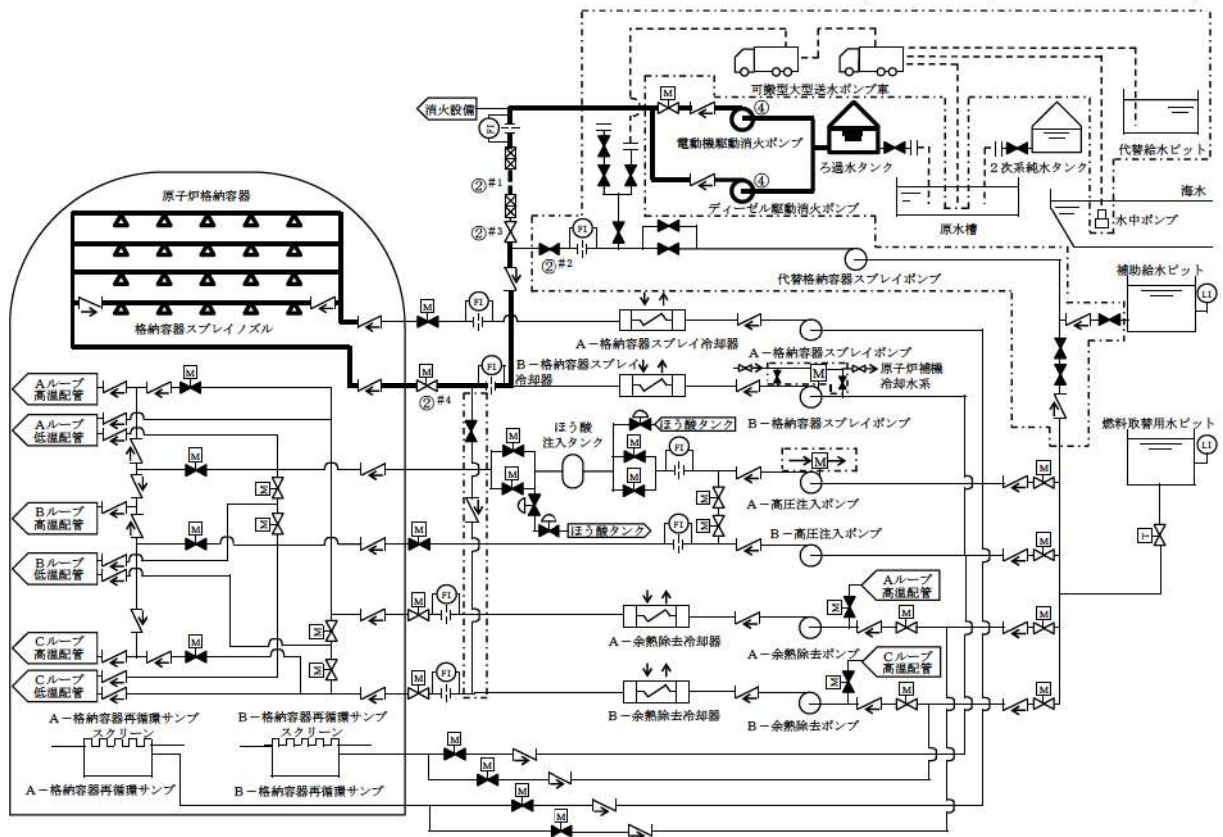 消火設備
FI
M
④
電動機駆動消火ポンプ
④
ディーゼル駆動消火ポンプ
可搬型大型送水ポンプ車
ろ過水タンク
2次系純水タンク
代替給水ピット
海水
水中ポンプ
原水槽
②#1
②#3
②#2
FI
代替格納容器スプレイポンプ
補助給水ピット
LI
原子炉格納容器
格納容器スプレイノズル
M
FI
A-格納容器スプレイ冷却器
A-格納容器スプレイポンプ
M
②#4
FI
B-格納容器スプレイ
冷却器
M
原子炉補機
冷却水系
B-格納容器スプレイポンプ
燃料取替用水ピット
LI
Aループ
高温配管
M
Aループ
低温配管
M
ほう酸
注入タンク
ほう酸タンク
M
M
M
M
FI
M
A-高圧注入ポンプ
M
M
M
ほう酸タンク
Bループ
高温配管
M
M
M
M
FI
M
B-高圧注入ポンプ
M
Bループ
低温配管
M
M
M
FI
A-余熱除去冷却器
A-余熱除去ポンプ
Aループ
高温配管
M
M
M
Cループ
高温配管
M
Cループ
低温配管
M
M
FI
B-余熱除去冷却器
B-余熱除去ポンプ
Cループ
高温配管
M
M
M
A-格納容器再循環サンプ
スクリーン
B-格納容器再循環サンプ
スクリーン
A-格納容器再循環サンプ
B-格納容器再循環サンプ
M
M
M
M